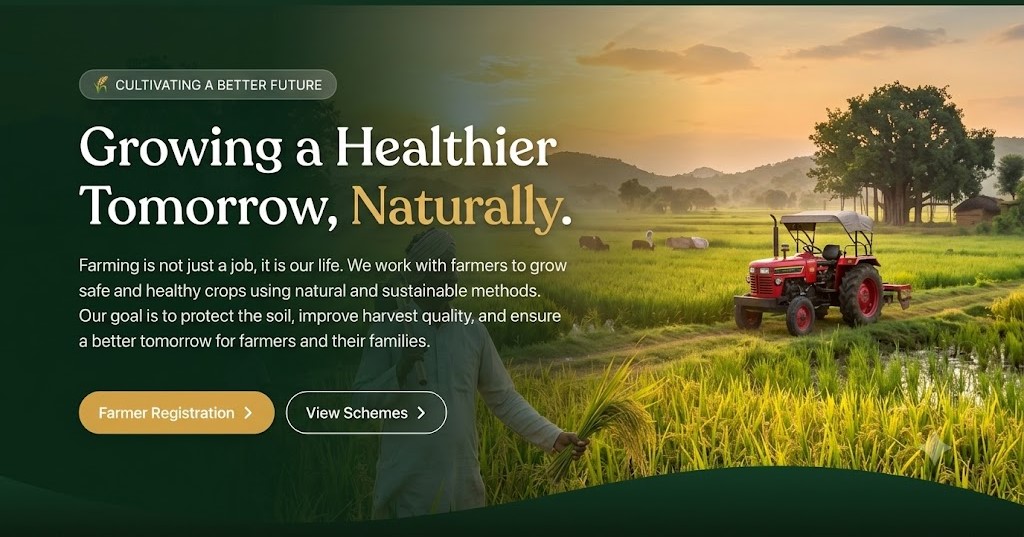 CULTIVATING A BETTER FUTURE
Growing a Healthier
Tomorrow, Naturally.
Farming is not just a job, it is our life. We work with farmers to grow
safe and healthy crops using natural and sustainable methods.
Our goal is to protect the soil, improve harvest quality, and ensure
a better tomorrow for farmers and their families.
Farmer Registration
View Schemes